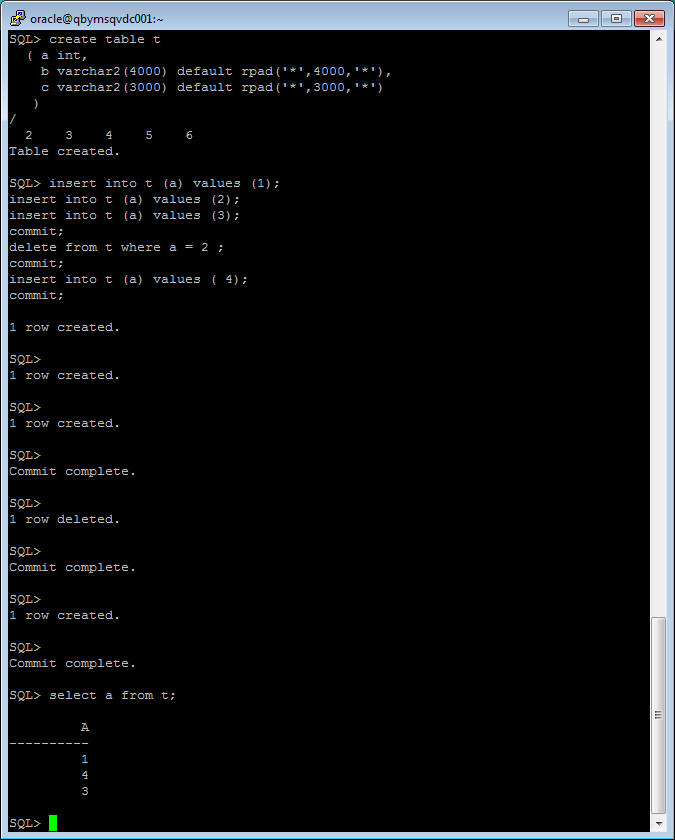 oracle@qbymsqvdc001:~
SQL> create table t
  ( a int,
    b varchar2(4000) default rpad('*',4000,'*'),
    c varchar2(3000) default rpad('*',3000,'*')
   )
/
  2    3    4    5    6
Table created.

SQL> insert into t (a) values (1);
insert into t (a) values (2);
insert into t (a) values (3);
commit;
delete from t where a = 2 ;
commit;
insert into t (a) values ( 4);
commit;

1 row created.

SQL>
1 row created.

SQL>
1 row created.

SQL>
Commit complete.

SQL>
1 row deleted.

SQL>
Commit complete.

SQL>
1 row created.

SQL>
Commit complete.

SQL> select a from t;

         A
----------
         1
         4
         3

SQL>